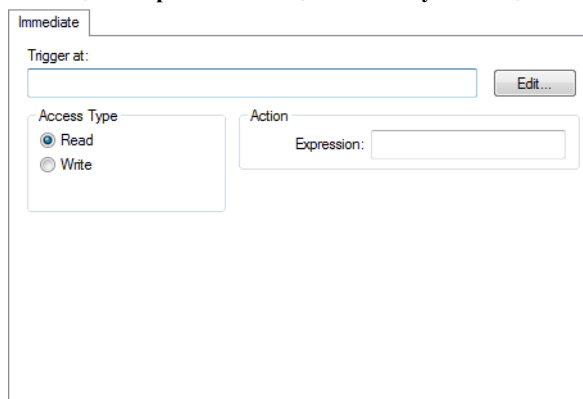 Immediate
Trigger at:
Edit...
Access Type
Action
Read
Expression:
Write